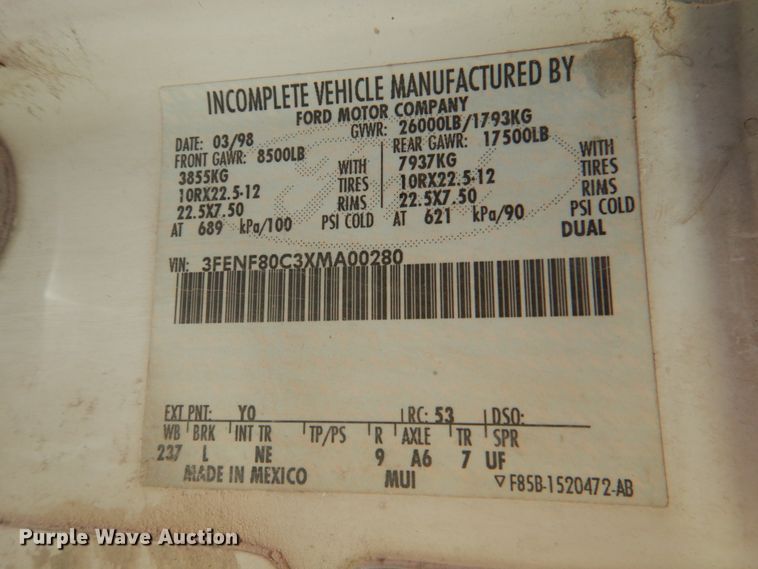 INCOMPLETE VEHICLE MANUFACTURED BY
FORD MOTOR COMPANY
DATE: 03/98 GVWR: 26000LB/1793KG
FRONT GAWR: 8500LB REAR GAWR: 17500LB
3855KG WITH 7937KG WITH
10RX22.5-12 TIRES 10RX22.5-12 TIRES
22.5X7.50 RIMS 22.5X7.50 RIMS
AT 689 kPa/100 PSI COLD AT 621 kPa/90 PSI COLD
DUAL
VIN: 3FENF80C3XMA00280
EXT PNT: YO RC: 53 DSO:
WB BRK INT TR TP/PS R AXLE TR SPR
237 L NE 9 A6 7 UF
MADE IN MEXICO MUI F85B-1520472-AB
Purple Wave Auction